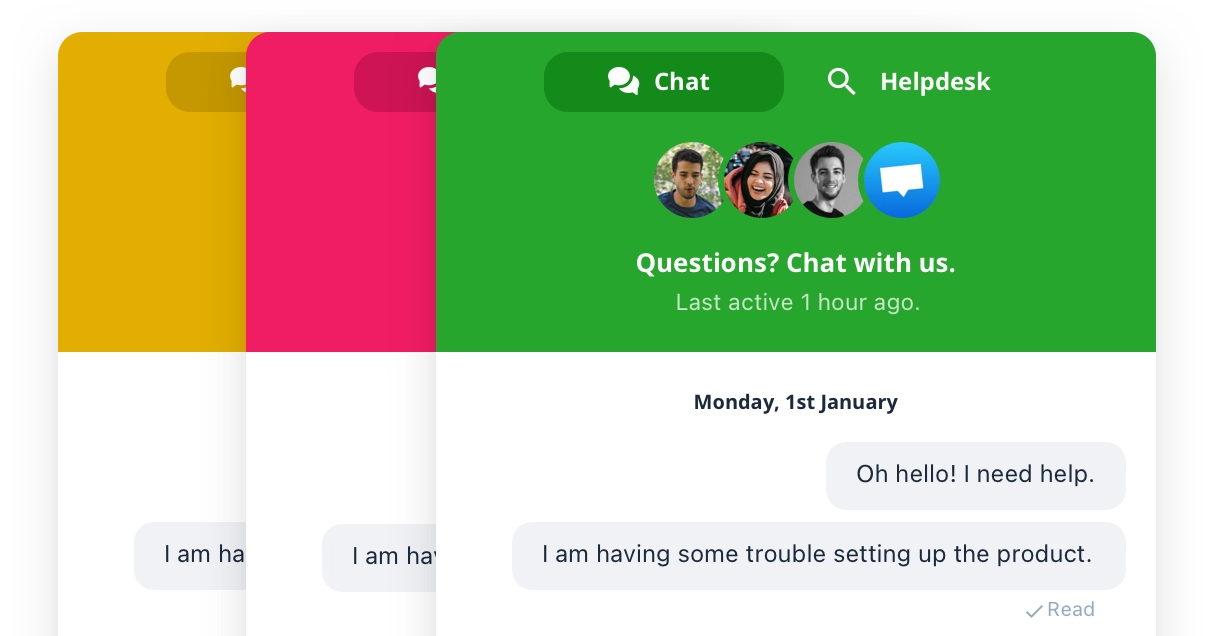 Chat
Helpdesk
Questions? Chat with us.
Last active 1 hour ago.
Monday, 1st January
Oh hello! I need help.
I am ha
I am hav
I am having some trouble setting up the product.
Read